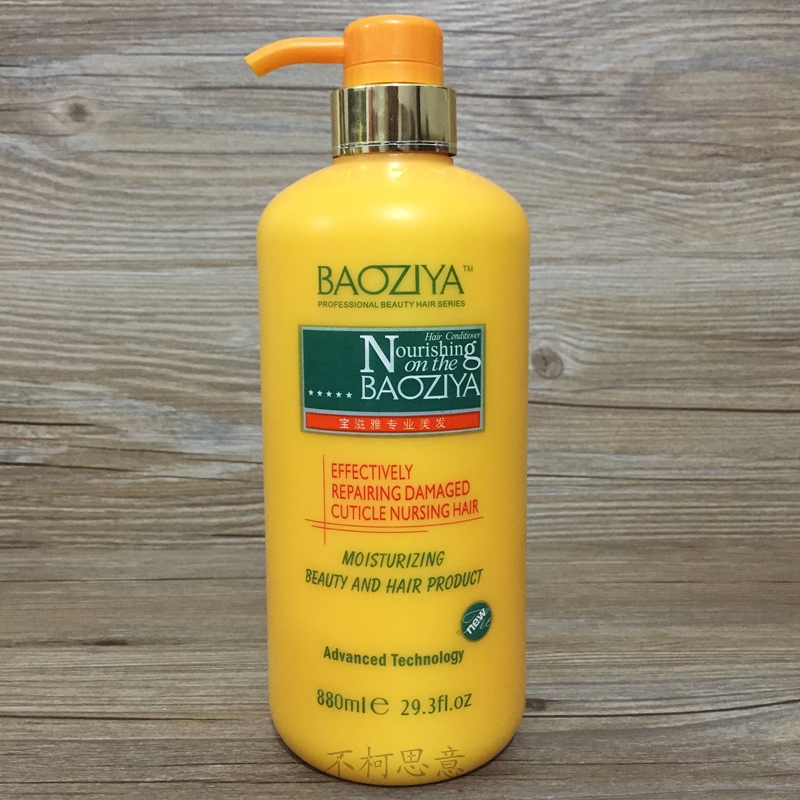 BAOZIYA™
PROFESSIONAL BEAUTY HAIR SERIES
Hair Conditioner
Nourishing
on the
★★★★★ BAOZIYA
宝滋雅专业美发
EFFECTIVELY
REPAIRING DAMAGED
CUTICLE NURSING HAIR
MOISTURIZING
BEAUTY AND HAIR PRODUCT
new
Advanced Technology
880ml℮ 29.3fl.oz
不柯思意